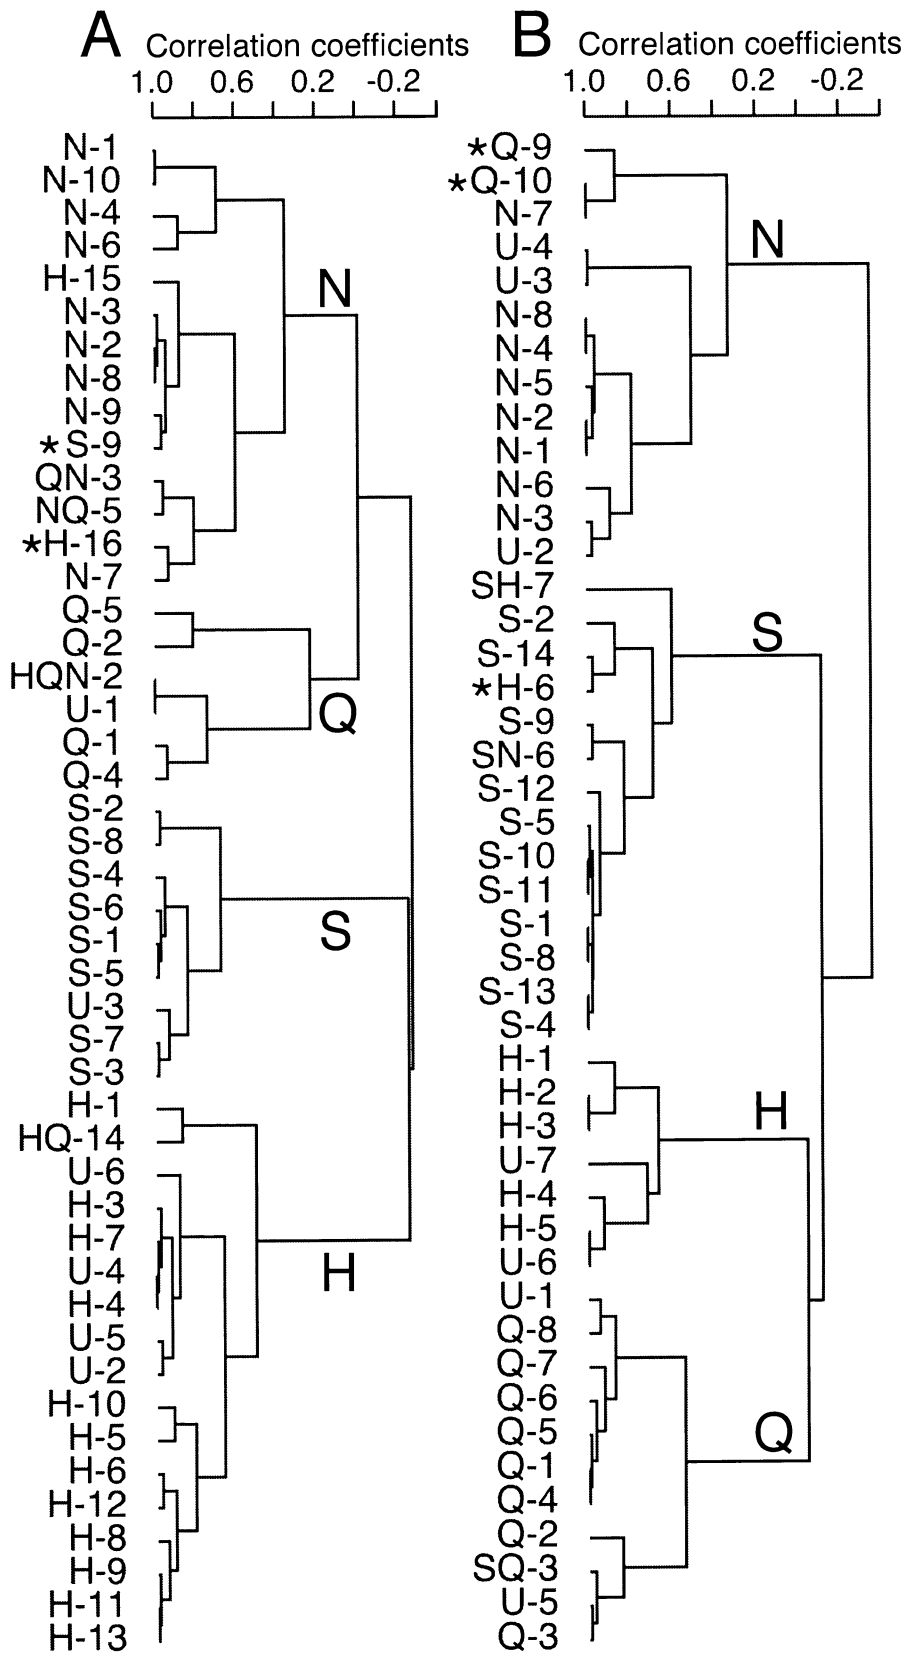 A Correlation coefficients
1.0 0.6 0.2 -0.2
N-1
N-10
N-4
N-6
H-15
N-3
N-2
N-8
N-9
*S-9
QN-3
NQ-5
*H-16
N-7
Q-5
Q-2
HQN-2
U-1
Q-1
Q-4
S-2
S-8
S-4
S-6
S-1
S-5
U-3
S-7
S-3
H-1
HQ-14
U-6
H-3
H-7
U-4
H-4
U-5
U-2
H-10
H-5
H-6
H-12
H-8
H-9
H-11
H-13
N
Q
S
H
B Correlation coefficients
1.0 0.6 0.2 -0.2
*Q-9
*Q-10
N-7
U-4
U-3
N-8
N-4
N-5
N-2
N-1
N-6
N-3
U-2
SH-7
S-2
S-14
*H-6
S-9
SN-6
S-12
S-5
S-10
S-11
S-1
S-8
S-13
S-4
H-1
H-2
H-3
U-7
H-4
H-5
U-6
U-1
Q-8
Q-7
Q-6
Q-5
Q-1
Q-4
Q-2
SQ-3
U-5
Q-3
N
S
H
Q